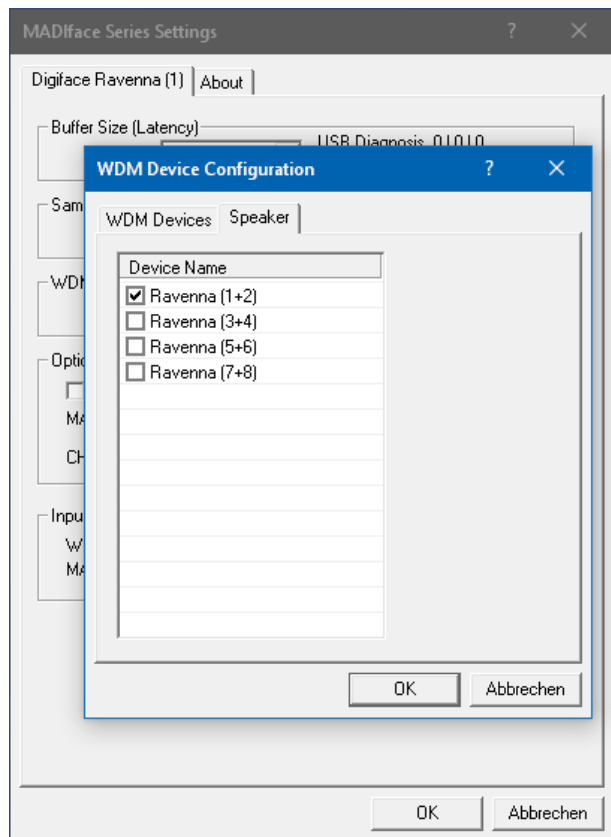 MADIface Series Settings
Digiface Ravenna (1)
About
Buffer Size (Latency)
USB Diagnosis 0 | 0 | 0
WDM Device Configuration
WDM Devices
Speaker
Device Name
Ravenna (1+2)
Ravenna (3+4)
Ravenna (5+6)
Ravenna (7+8)
OK
Abbrechen
OK
Abbrechen